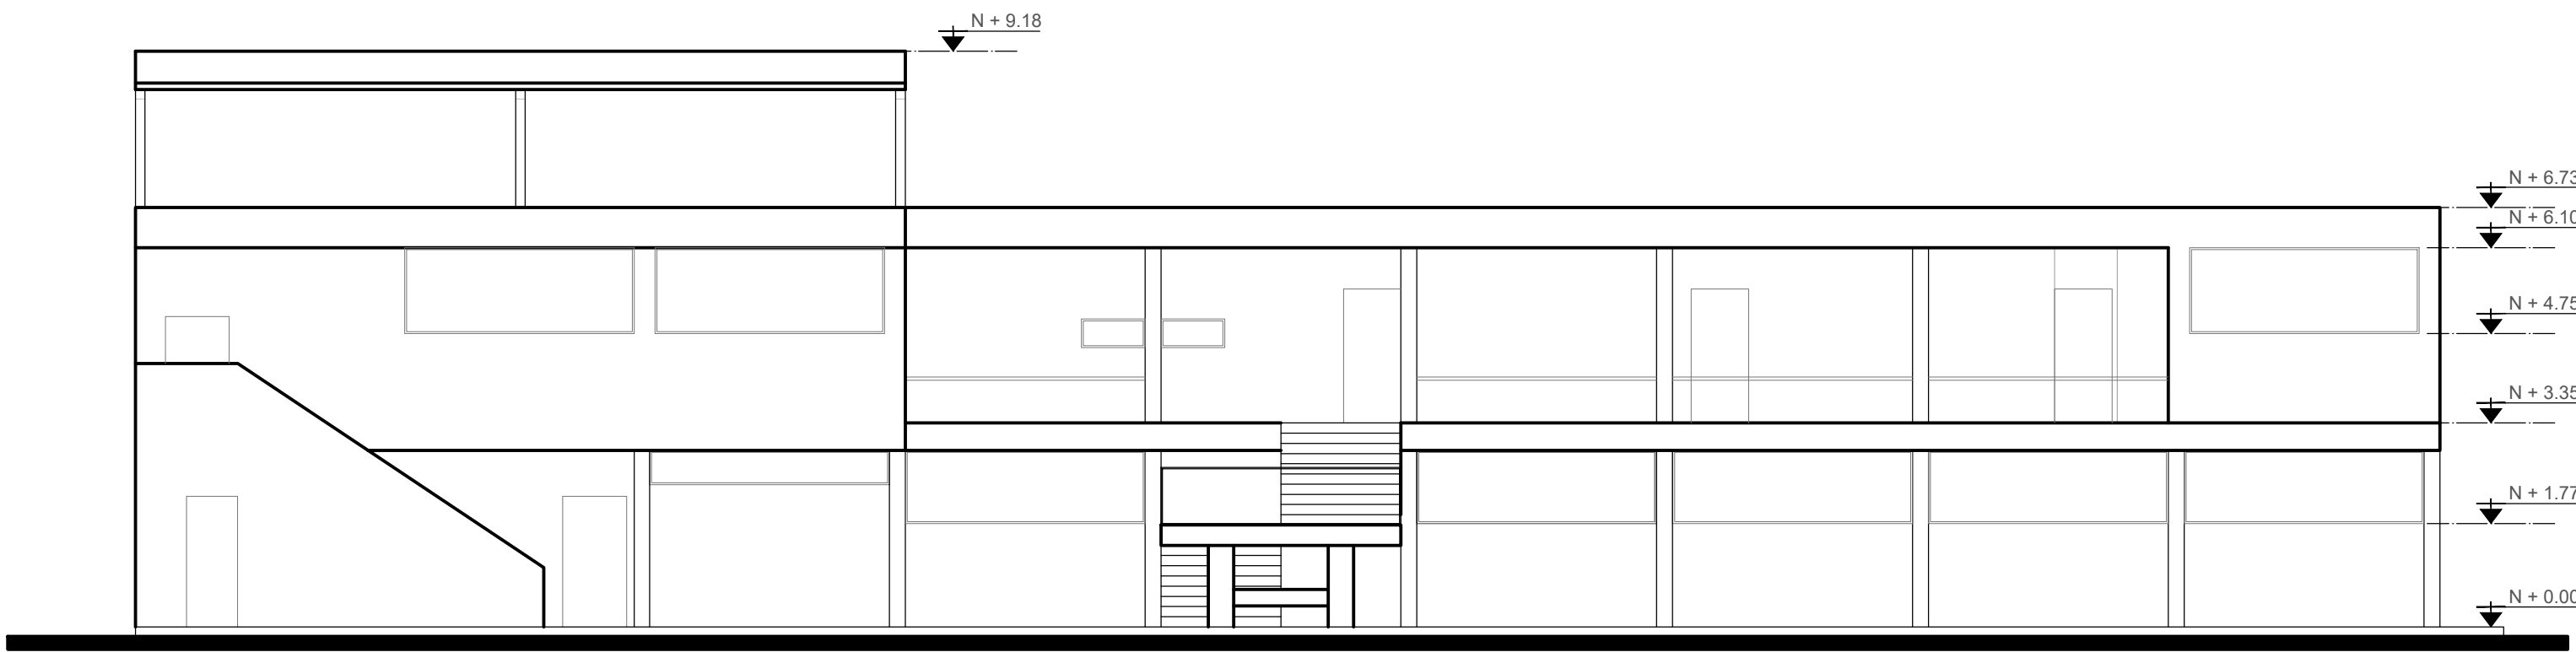 N + 9.18
N + 6.73
N + 6.10
N + 4.75
N + 3.35
N + 1.77
N + 0.00